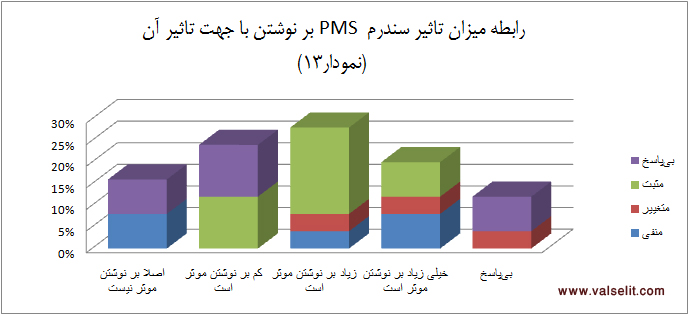 رابطه میزان تاثیر سندرم PMS بر نوشتن با جهت تاثیر آن
(نمودار۱۳)
30%
25%
20%
15%
10%
5%
0%
اصلا بر نوشتن
موثر نیست
کم بر نوشتن موثر
است
زیاد بر نوشتن موثر
است
خیلی زیاد بر نوشتن
موثر است
بی‌پاسخ
بی‌پاسخ
مثبت
متغییر
منفی
www.valselit.com